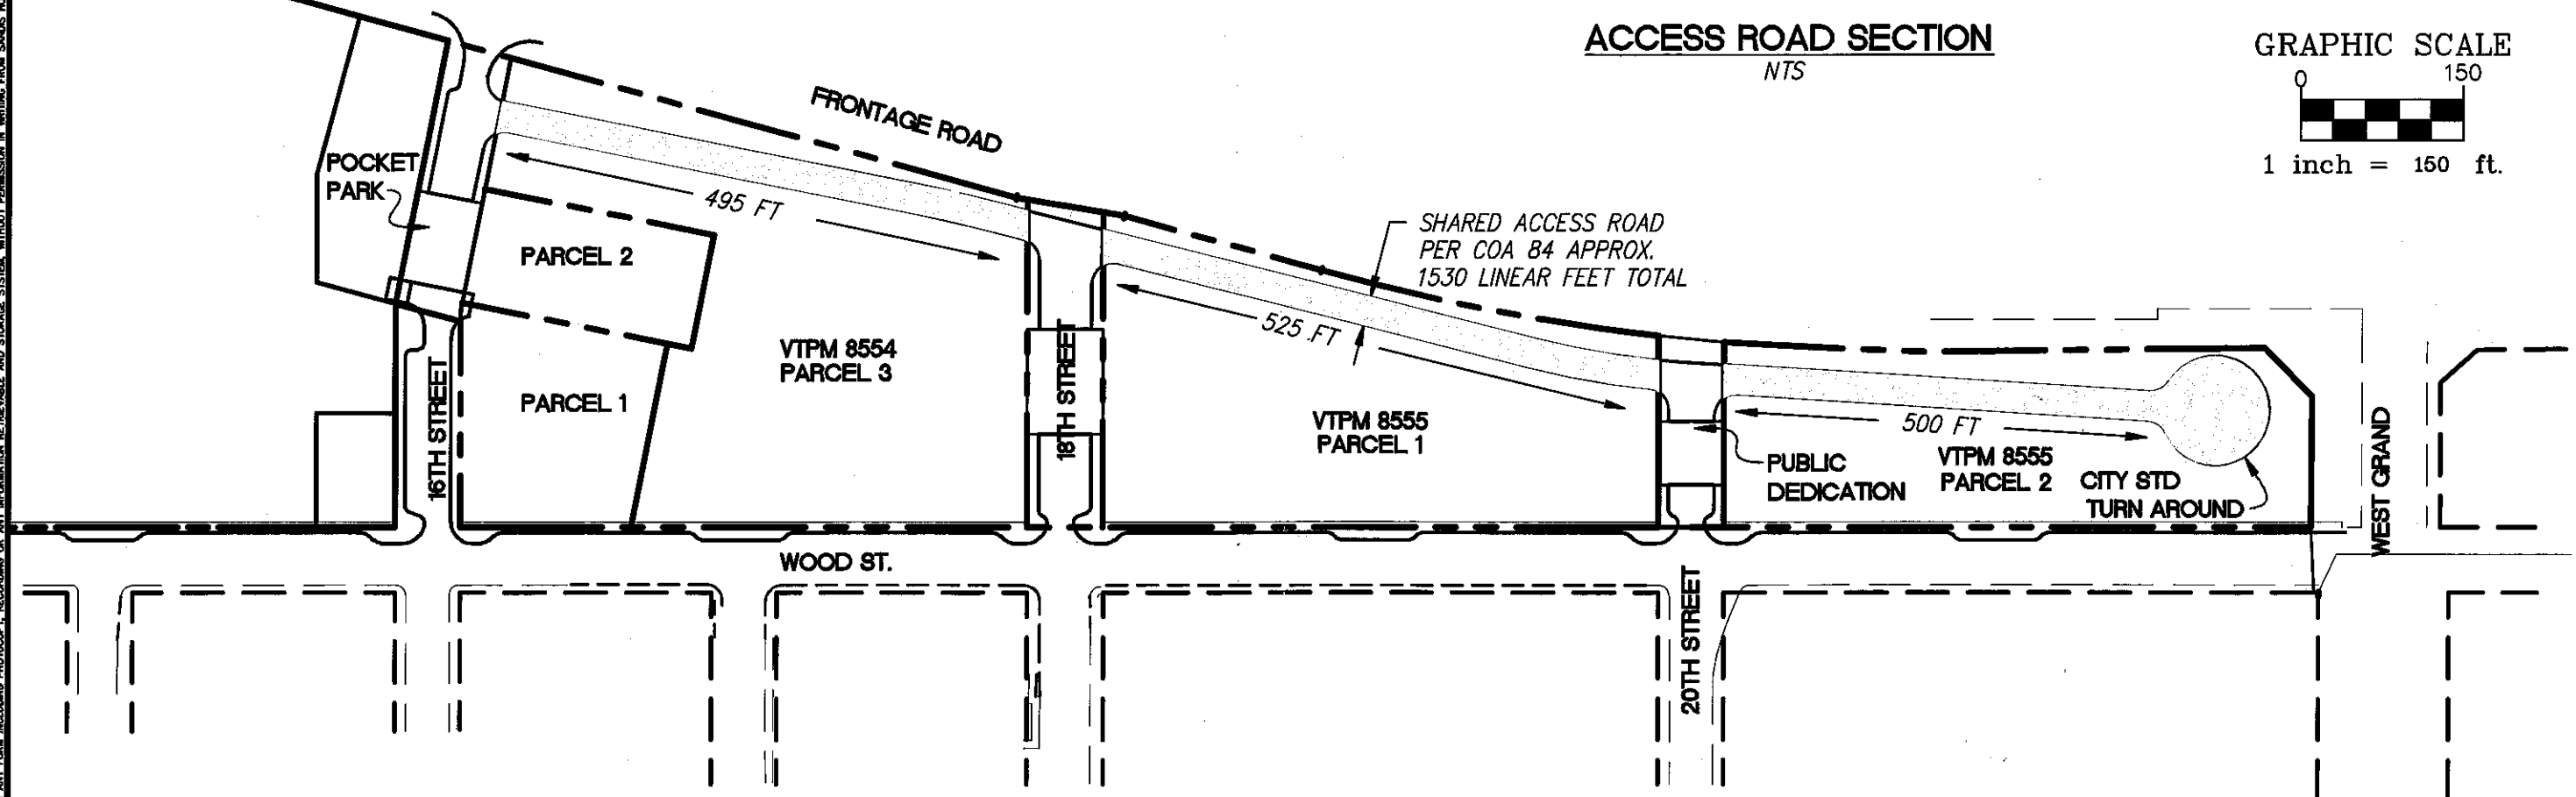 ACCESS ROAD SECTION
NTS
GRAPHIC SCALE
0 150
1 inch = 150 ft.
FRONTAGE ROAD
POCKET
PARK
495 FT
SHARED ACCESS ROAD
PER COA 84 APPROX.
1530 LINEAR FEET TOTAL
PARCEL 2
525 FT
VTPM 8554
PARCEL 3
PARCEL 1
16TH STREET
18TH STREET
VTPM 8555
PARCEL 1
500 FT
PUBLIC
DEDICATION
VTPM 8555
PARCEL 2
CITY STD
TURN AROUND
WEST GRAND
WOOD ST.
20TH STREET